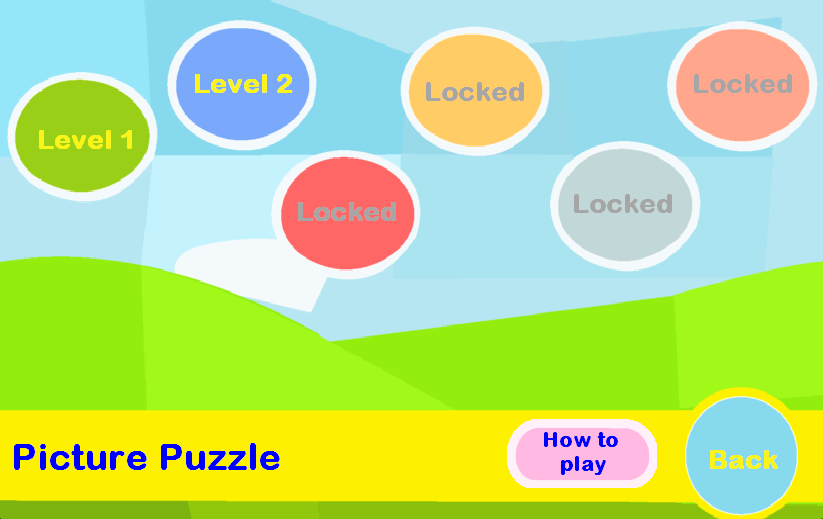 Level 1
Level 2
Locked
Locked
Locked
Locked
Picture Puzzle
How to
play
Back